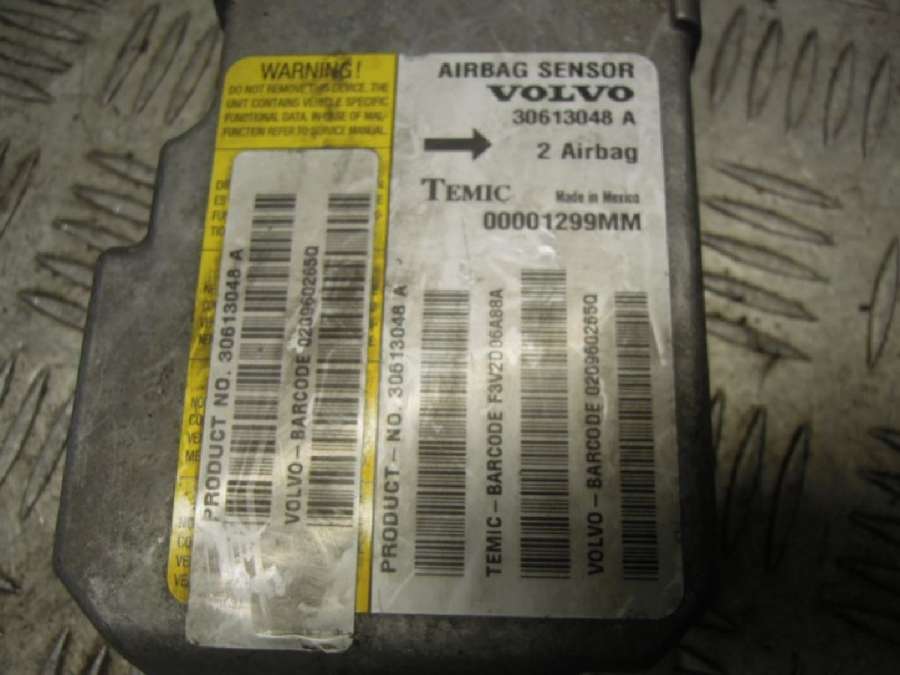 WARNING!
DO NOT REMOVE THIS DEVICE. THE
UNIT CONTAINS VEHICLE SPECIFIC
FUNCTIONAL DATA. IN CASE OF MAL-
FUNCTION REFER TO SERVICE MANUAL.
AIRBAG SENSOR
VOLVO
30613048 A
2 Airbag
TEMIC Made in Mexico
00001299MM
PRODUCT NO. 30613048 A
VOLVO-BARCODE 0209602650
PRODUCT-NO. 30613048 A
TEMIC-BARCODE F3V2D06A88A
VOLVO-BARCODE 020960265Q